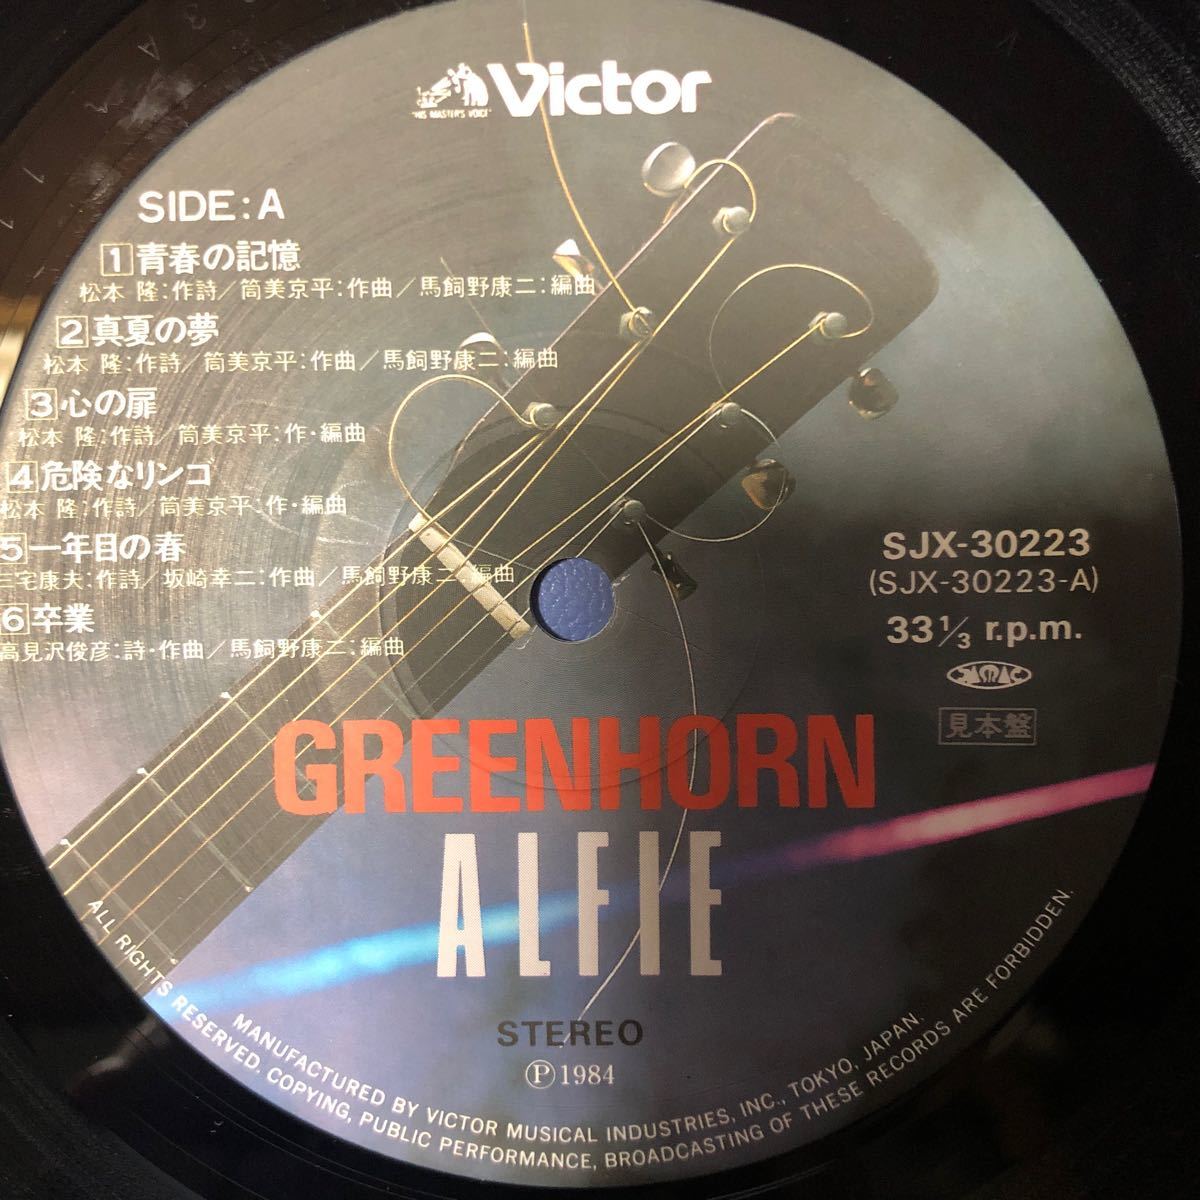 "HIS MASTER'S VOICE"
Victor
SIDE:A
1 青春の記憶
松本 隆:作詩/筒美京平:作曲/馬飼野康二:編曲
2 真夏の夢
松本 隆:作詩/筒美京平:作曲/馬飼野康二:編曲
3 心の扉
松本 隆:作詩/筒美京平:作・編曲
4 危険なリンゴ
松本 隆:作詩/筒美京平:作・編曲
5 一年目の春
三宅康夫:作詩/坂崎幸二:作曲/馬飼野康二:編曲
6 卒業
高見沢俊彦:詩・作曲/馬飼野康二:編曲
SJX-30223
(SJX-30223-A)
33 1/3 r.p.m.
見本盤
GREENHORN
ALFIE
STEREO
Ⓟ1984
MANUFACTURED BY VICTOR MUSICAL INDUSTRIES, INC., TOKYO, JAPAN.
ALL RIGHTS RESERVED. COPYING, PUBLIC PERFORMANCE, BROADCASTING OF THESE RECORDS ARE FORBIDDEN.